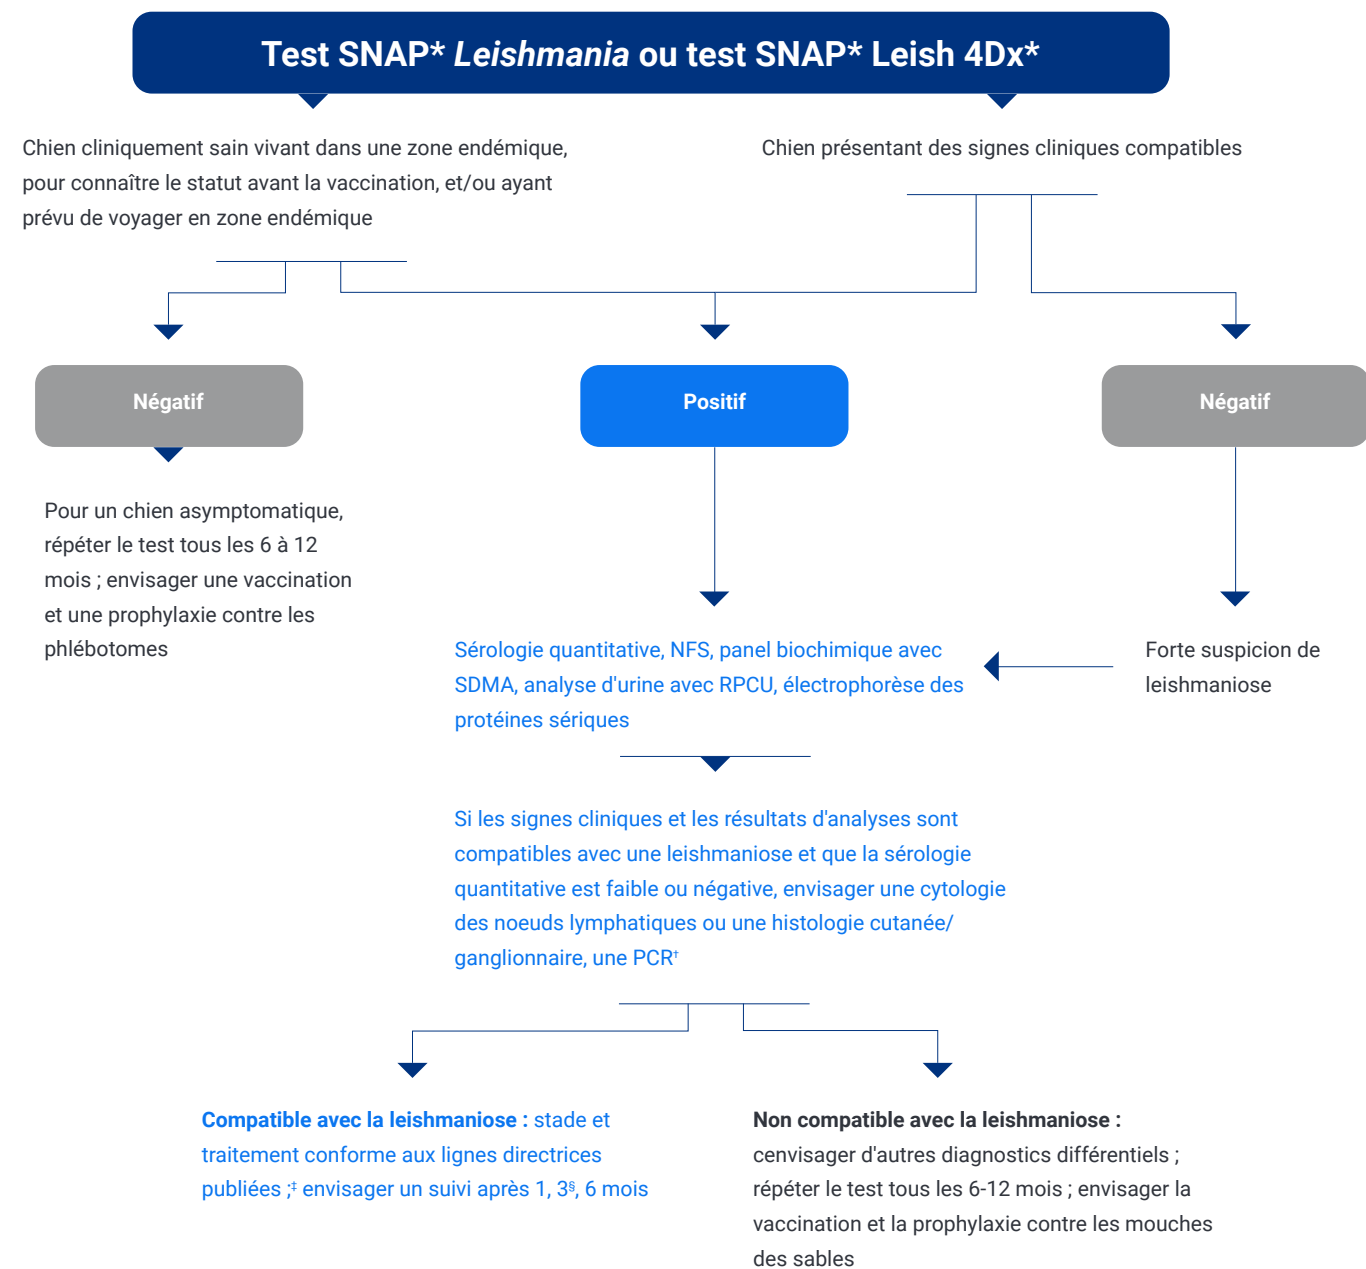 Test SNAP* Leishmania ou test SNAP* Leish 4Dx*
Chien cliniquement sain vivant dans une zone endémique,
pour connaître le statut avant la vaccination, et/ou ayant
prévu de voyager en zone endémique
Chien présentant des signes cliniques compatibles
Négatif
Positif
Négatif
Pour un chien asymptomatique,
répéter le test tous les 6 à 12
mois ; envisager une vaccination
et une prophylaxie contre les
phlébotomes
Sérologie quantitative, NFS, panel biochimique avec
SDMA, analyse d'urine avec RPCU, électrophorèse des
protéines sériques
Forte suspicion de
leishmaniose
Si les signes cliniques et les résultats d'analyses sont
compatibles avec une leishmaniose et que la sérologie
quantitative est faible ou négative, envisager une cytologie
des noeuds lymphatiques ou une histologie cutanée/
ganglionnaire, une PCR†
Compatible avec la leishmaniose : stade et
traitement conforme aux lignes directrices
publiées ;‡ envisager un suivi après 1, 3§, 6 mois
Non compatible avec la leishmaniose :
cenvisager d'autres diagnostics différentiels ;
répéter le test tous les 6-12 mois ; envisager la
vaccination et la prophylaxie contre les mouches
des sables